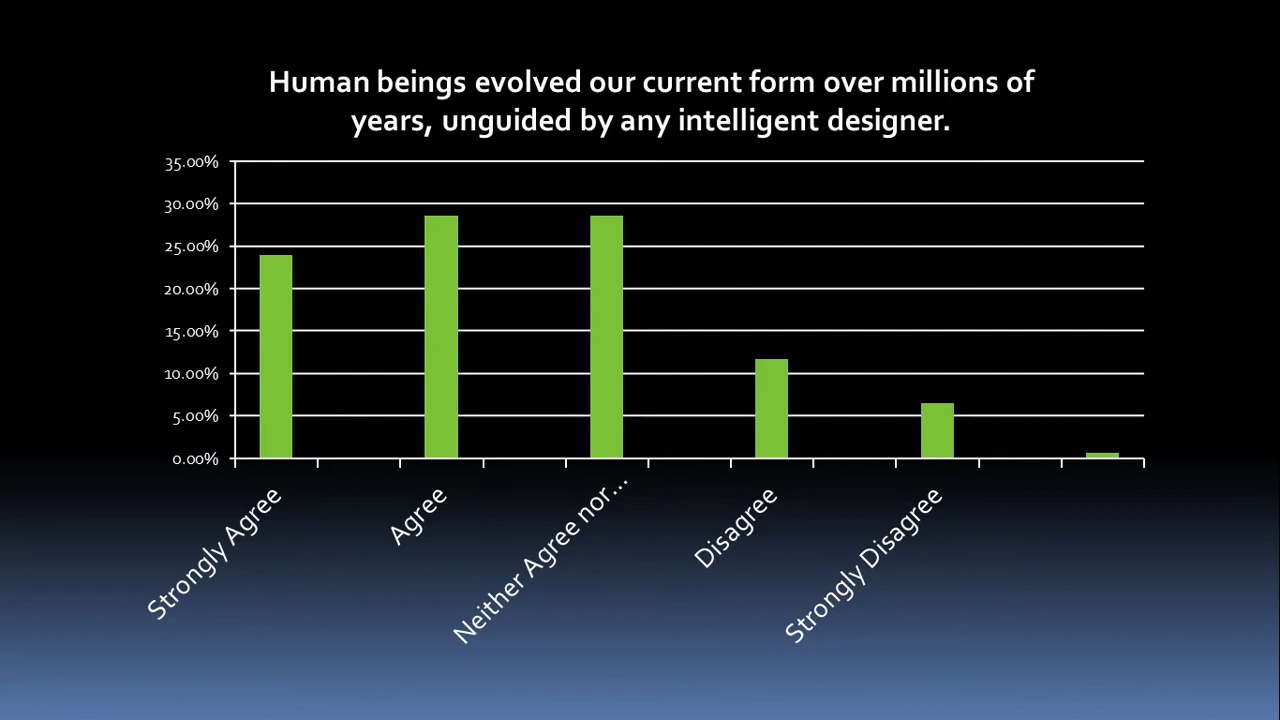 Human beings evolved our current form over millions of
years, unguided by any intelligent designer.
35.00%
30.00%
25.00%
20.00%
15.00%
10.00%
5.00%
0.00%
Strongly Agree
Agree
Neither Agree nor...
Disagree
Strongly Disagree